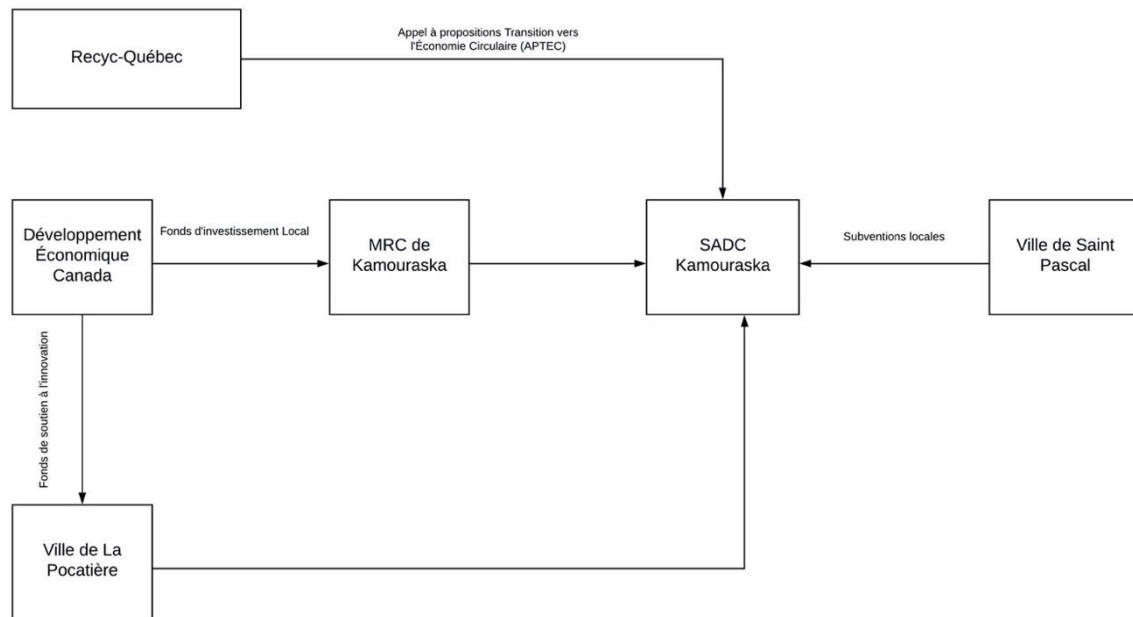 Appel à propositions Transition vers
l'Économie Circulaire (APTEC)
Recyc-Québec
Développement
Économique
Canada
Fonds d'investissement Local
MRC de
Kamouraska
SADC
Kamouraska
Subventions locales
Ville de Saint
Pascal
Fonds de soutien à l'innovation
Ville de La
Pocatière